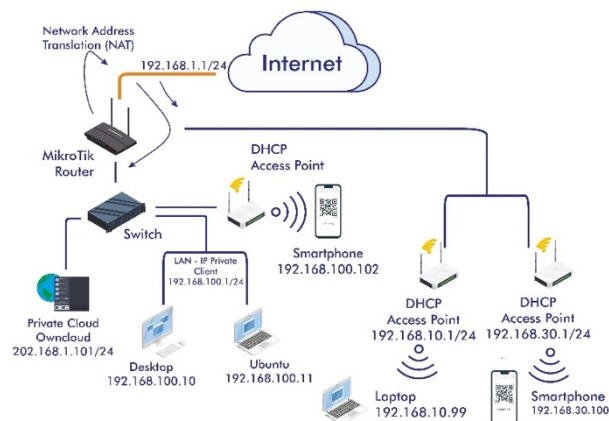 Network Address
Translation (NAT)
192.168.1.1/24
Internet
MikroTik
Router
DHCP
Access Point
Switch
Smartphone
192.168.100.102
LAN - IP Private
Client
192.168.100.1/24
Private Cloud
Owncloud
202.168.1.101/24
Desktop
192.168.100.10
Ubuntu
192.168.100.11
DHCP
Access Point
192.168.10.1/24
DHCP
Access Point
192.168.30.1/24
Laptop
192.168.10.99
Smartphone
192.168.30.100